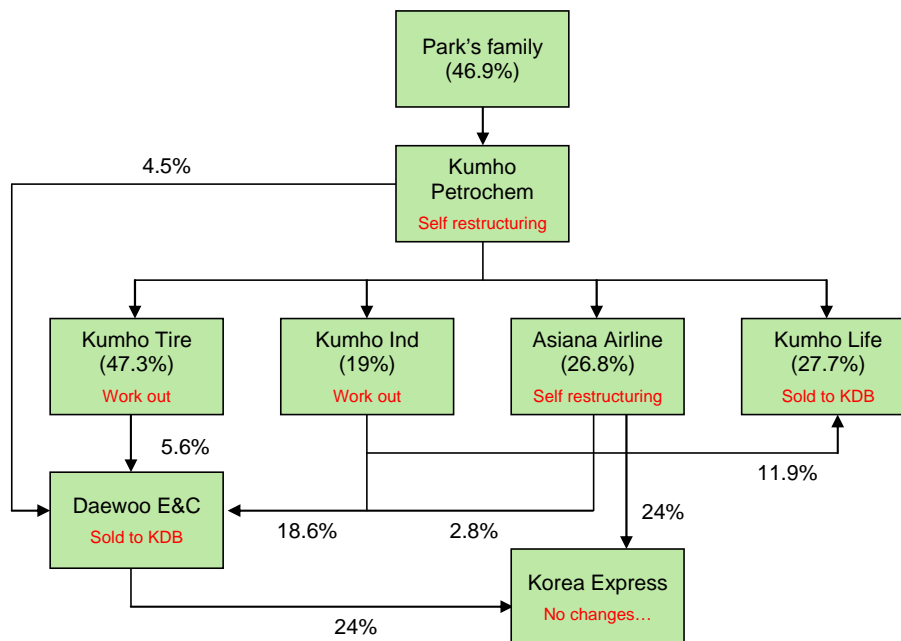 Park's family
(46.9%)
4.5%
Kumho
Petrochem
Self restructuring
Kumho Tire
(47.3%)
Work out
Kumho Ind
(19%)
Work out
Asiana Airline
(26.8%)
Self restructuring
Kumho Life
(27.7%)
Sold to KDB
5.6%
11.9%
Daewoo E&C
Sold to KDB
18.6%
2.8%
24%
Korea Express
No changes…
24%